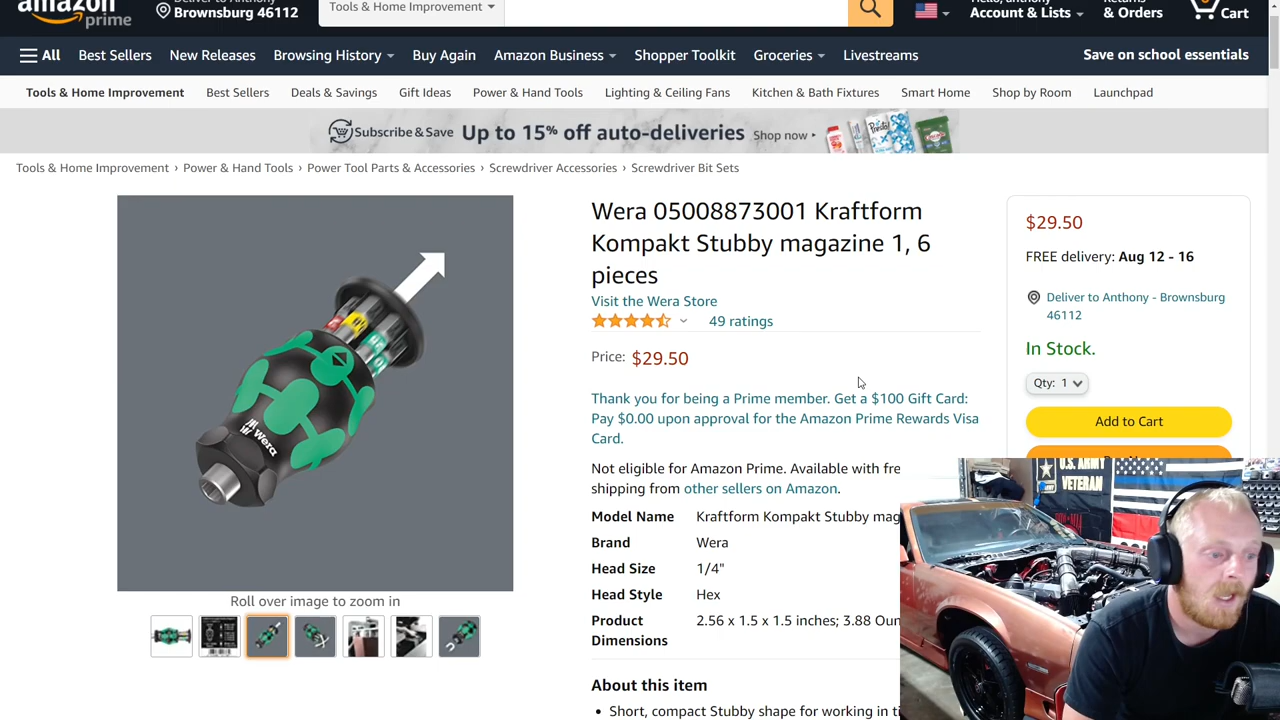 amazon
prime
Deliver to Anthony
Brownsburg 46112
Tools & Home Improvement
Hello, anthony
Account & Lists
Returns
& Orders
Cart
All
Best Sellers
New Releases
Browsing History
Buy Again
Amazon Business
Shopper Toolkit
Groceries
Livestreams
Save on school essentials
Tools & Home Improvement
Best Sellers
Deals & Savings
Gift Ideas
Power & Hand Tools
Lighting & Ceiling Fans
Kitchen & Bath Fixtures
Smart Home
Shop by Room
Launchpad
Subscribe & Save Up to 15% off auto-deliveries Shop now
Tools & Home Improvement › Power & Hand Tools › Power Tool Parts & Accessories › Screwdriver Accessories › Screwdriver Bit Sets
Wera
Roll over image to zoom in
Wera 05008873001 Kraftform
Kompakt Stubby magazine 1, 6
pieces
Visit the Wera Store
49 ratings
Price: $29.50
Thank you for being a Prime member. Get a $100 Gift Card:
Pay $0.00 upon approval for the Amazon Prime Rewards Visa
Card.
Not eligible for Amazon Prime. Available with fre
shipping from other sellers on Amazon.
Model Name Kraftform Kompakt Stubby mag
Brand Wera
Head Size 1/4"
Head Style Hex
Product 2.56 x 1.5 x 1.5 inches; 3.88 Oun
Dimensions
About this item
• Short, compact Stubby shape for working in ti
$29.50
FREE delivery: Aug 12 - 16
Deliver to Anthony - Brownsburg
46112
In Stock.
Qty: 1
Add to Cart
U.S. ARMY
VETERAN